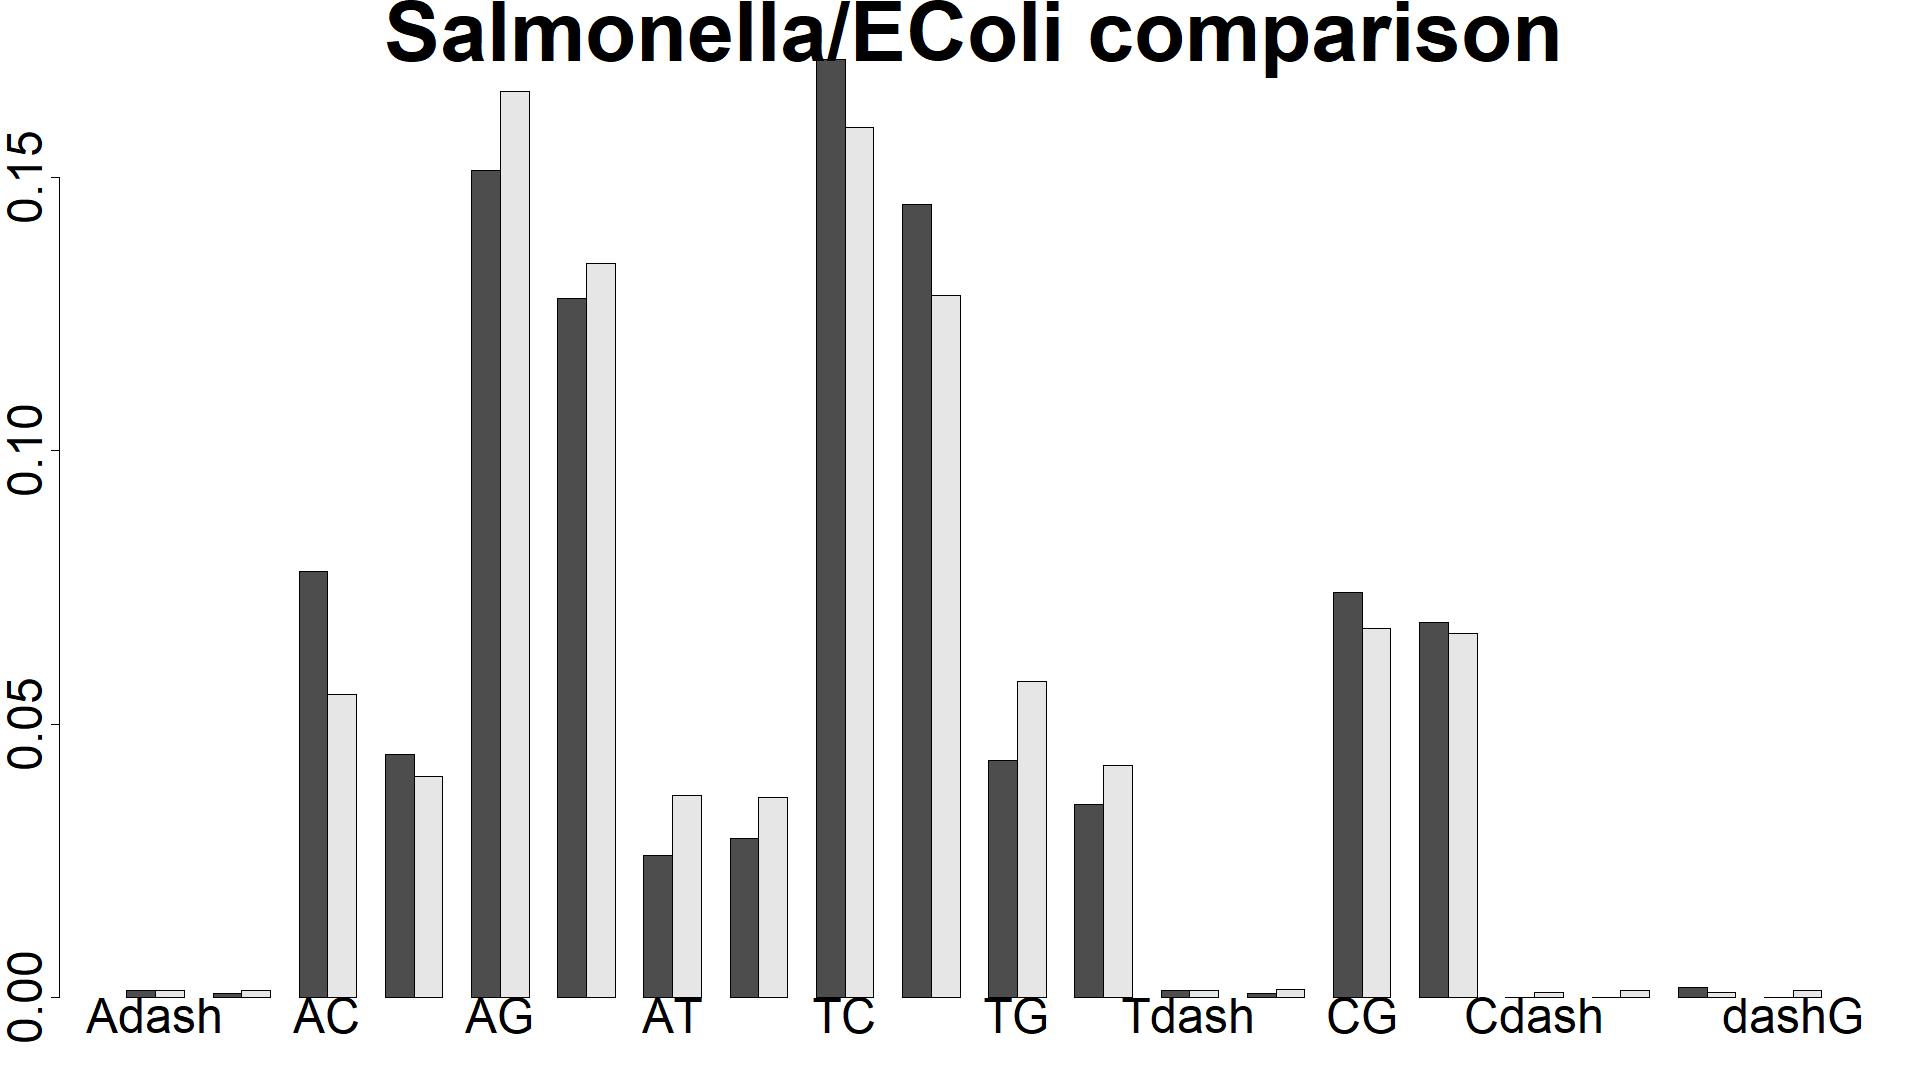 Salmonella/EColi comparison
0.15
0.10
0.05
0.00
Adash AC AG AT TC TG Tdash CG Cdash dashG